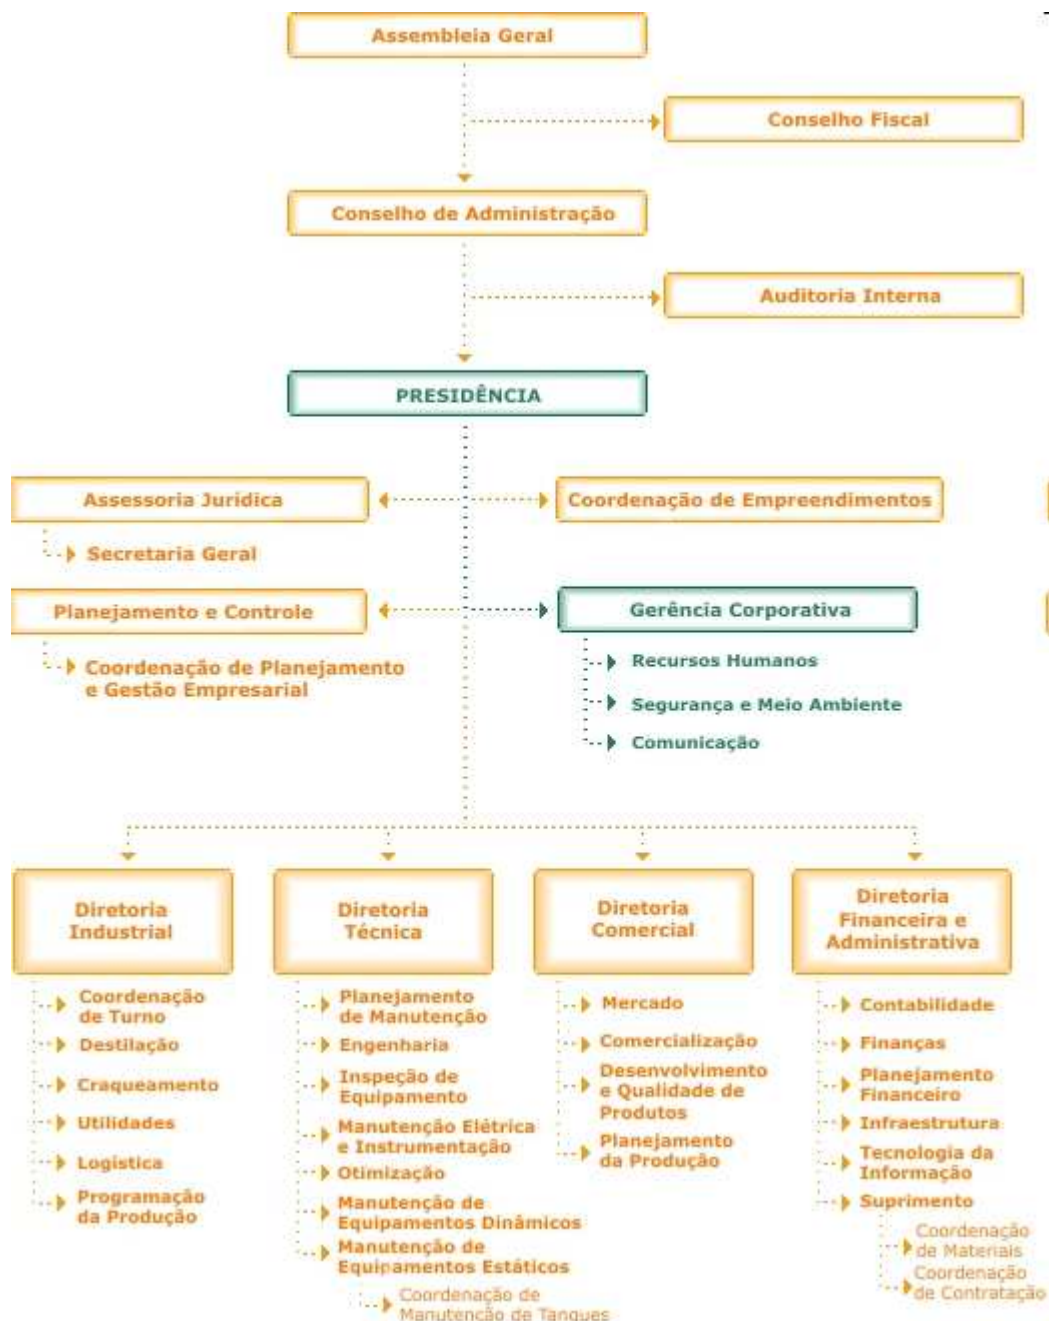 Assembleia Geral
Conselho Fiscal
Conselho de Administração
Auditoria Interna
PRESIDÊNCIA
Assessoria Jurídica
Secretaria Geral
Coordenação de Empreendimentos
Planejamento e Controle
Coordenação de Planejamento
e Gestão Empresarial
Gerência Corporativa
Recursos Humanos
Segurança e Meio Ambiente
Comunicação
Diretoria
Industrial
Coordenação
de Turno
Destilação
Craqueamento
Utilidades
Logística
Programação
da Produção
Diretoria
Técnica
Planejamento
de Manutenção
Engenharia
Inspeção de
Equipamento
Manutenção Elétrica
e Instrumentação
Otimização
Manutenção de
Equipamentos Dinâmicos
Manutenção de
Equipamentos Estáticos
Coordenação de
Manutenção de Tanques
Diretoria
Comercial
Mercado
Comercialização
Desenvolvimento
e Qualidade de
Produtos
Planejamento
da Produção
Diretoria
Financeira e
Administrativa
Contabilidade
Finanças
Planejamento
Financeiro
Infraestrutura
Tecnologia da
Informação
Suprimento
Coordenação
de Materiais
Coordenação
de Contratação